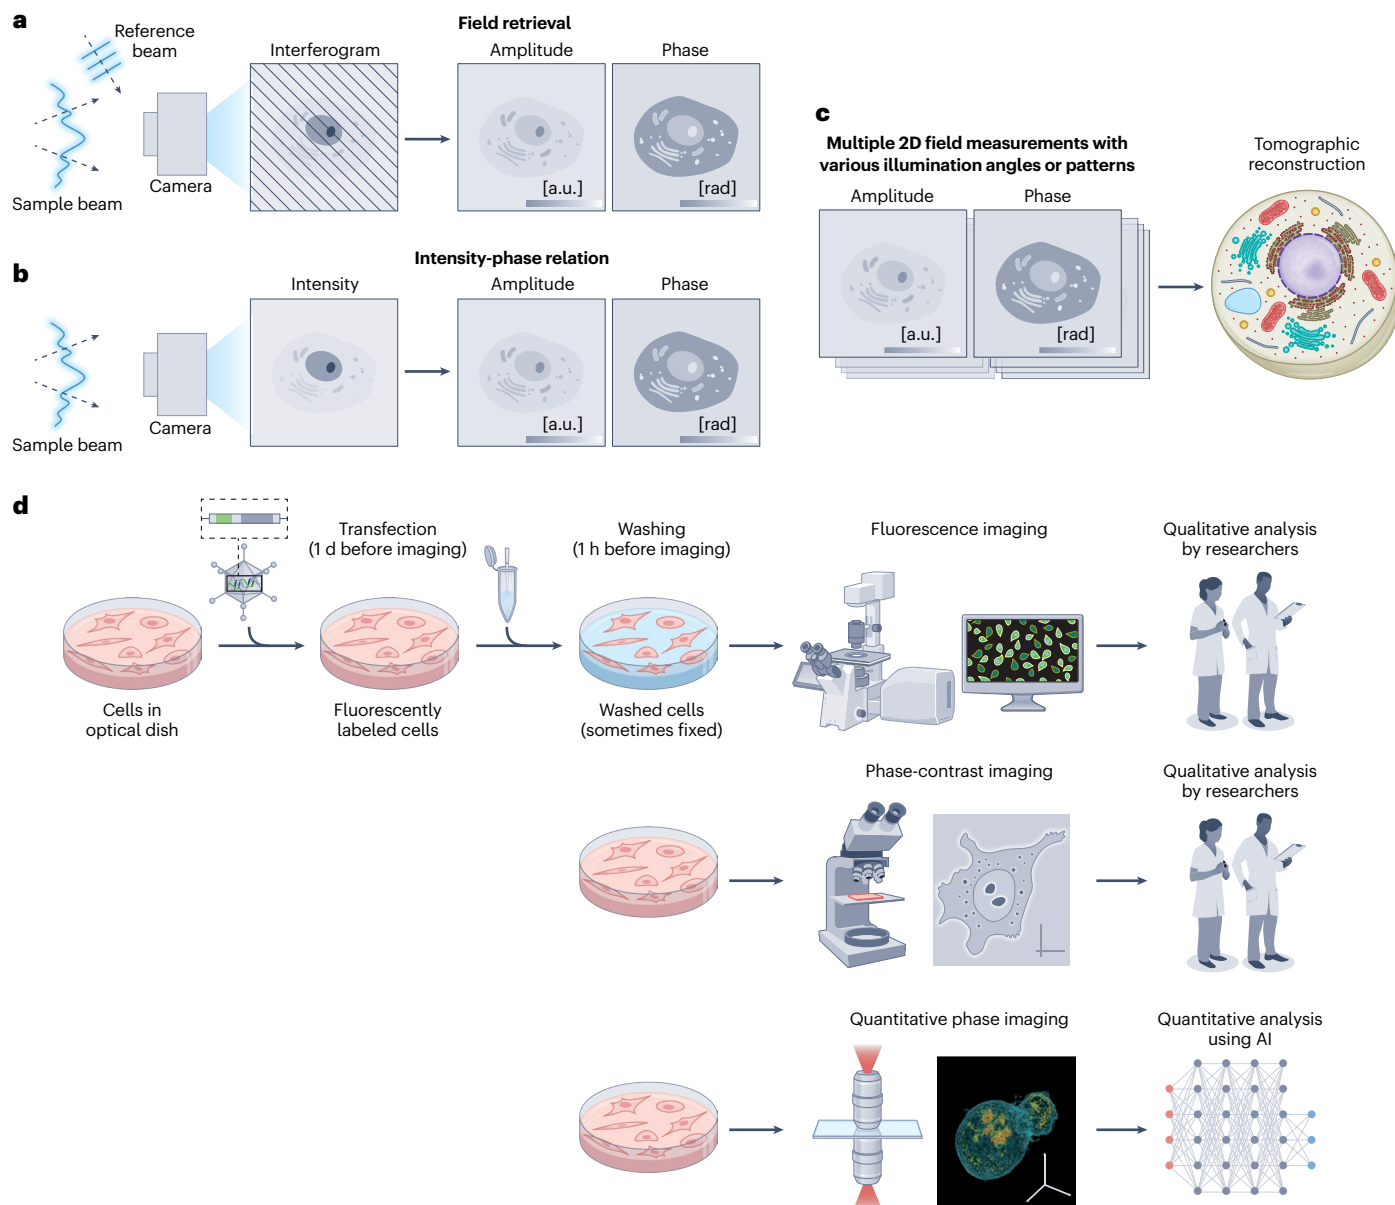 a
Reference
beam
Sample beam
Camera
Interferogram
Field retrieval
Amplitude
[a.u.]
Phase
[rad]
b
Sample beam
Camera
Intensity-phase relation
Intensity
Amplitude
[a.u.]
Phase
[rad]
c
Multiple 2D field measurements with
various illumination angles or patterns
Amplitude
[a.u.]
Phase
[rad]
Tomographic
reconstruction
d
Cells in
optical dish
Transfection
(1 d before imaging)
Fluorescently
labeled cells
Washing
(1 h before imaging)
Washed cells
(sometimes fixed)
Fluorescence imaging
Qualitative analysis
by researchers
Phase-contrast imaging
Qualitative analysis
by researchers
Quantitative phase imaging
Quantitative analysis
using AI